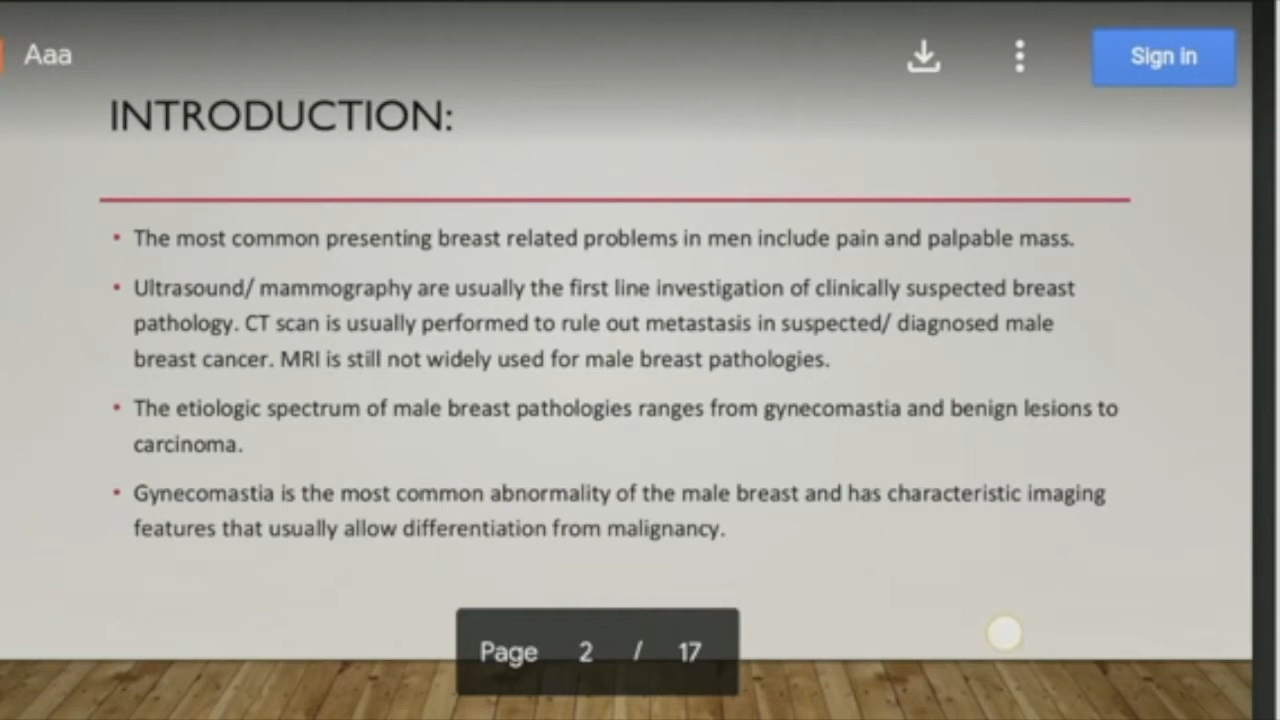 Aaa
Sign in
INTRODUCTION:
• The most common presenting breast related problems in men include pain and palpable mass.
• Ultrasound/ mammography are usually the first line investigation of clinically suspected breast
pathology. CT scan is usually performed to rule out metastasis in suspected/ diagnosed male
breast cancer. MRI is still not widely used for male breast pathologies.
• The etiologic spectrum of male breast pathologies ranges from gynecomastia and benign lesions to
carcinoma.
• Gynecomastia is the most common abnormality of the male breast and has characteristic imaging
features that usually allow differentiation from malignancy.
Page 2 / 17